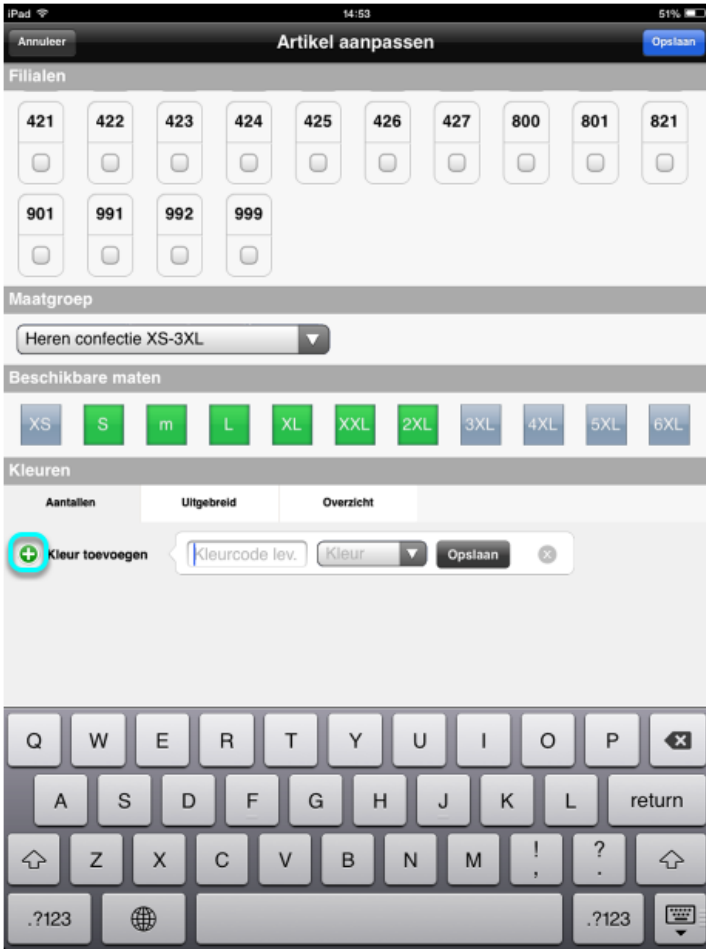 iPad 14:53 51%
Annuleer Artikel aanpassen Opslaan
Filialen
421 422 423 424 425 426 427 800 801 821
901 991 992 999
Maatgroep
Heren confectie XS-3XL
Beschikbare maten
XS S m L XL XXL 2XL 3XL 4XL 5XL 6XL
Kleuren
Aantallen Uitgebreid Overzicht
Kleur toevoegen Kleurcode lev. Kleur Opslaan
Q W E R T Y U I O P
A S D F G H J K L return
Z X C V B N M ! , ? .
.?123 .?123